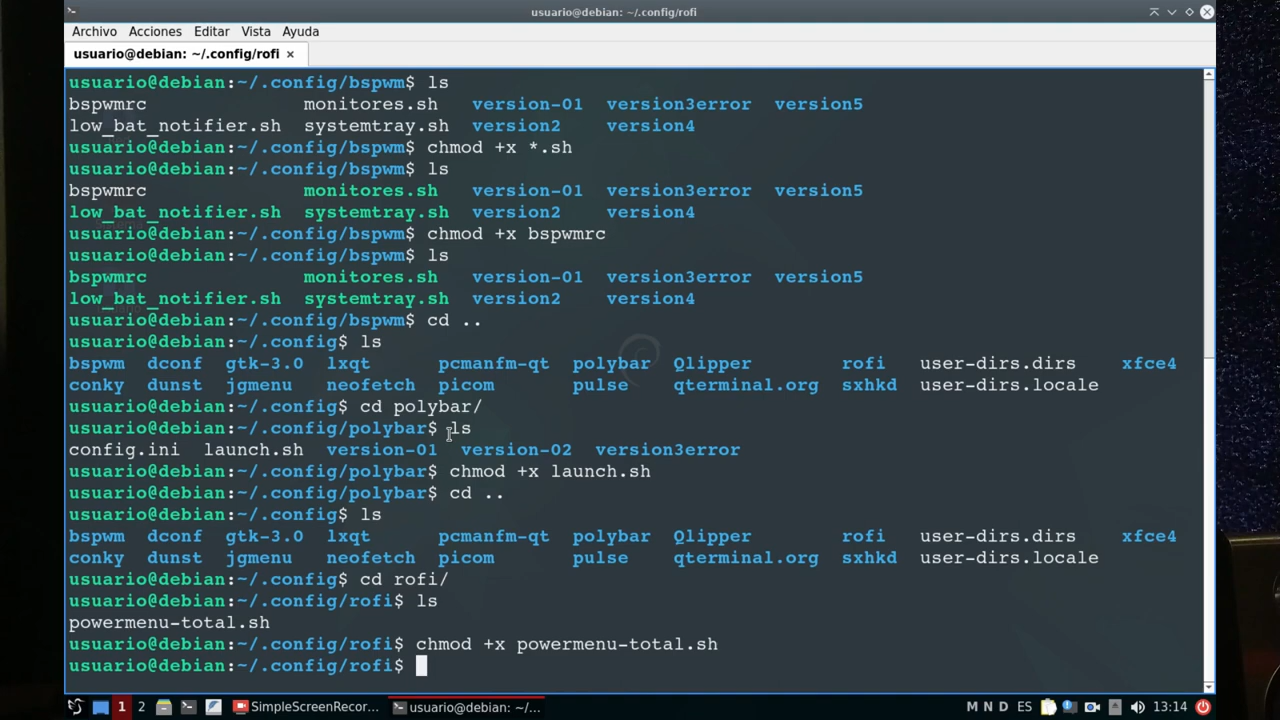 usuario@debian: ~/.config/rofi
Archivo Acciones Editar Vista Ayuda
usuario@debian: ~/.config/rofi
usuario@debian:~/.config/bspwm$ ls
bspwmrc monitores.sh version-01 version3error version5
low_bat_notifier.sh systemtray.sh version2 version4
usuario@debian:~/.config/bspwm$ chmod +x *.sh
usuario@debian:~/.config/bspwm$ ls
bspwmrc monitores.sh version-01 version3error version5
low_bat_notifier.sh systemtray.sh version2 version4
usuario@debian:~/.config/bspwm$ chmod +x bspwmrc
usuario@debian:~/.config/bspwm$ ls
bspwmrc monitores.sh version-01 version3error version5
low_bat_notifier.sh systemtray.sh version2 version4
usuario@debian:~/.config/bspwm$ cd ..
usuario@debian:~/.config$ ls
bspwm dconf gtk-3.0 lxqt pcmanfm-qt polybar Qlipper rofi user-dirs.dirs xfce4
conky dunst jgmenu neofetch picom pulse qterminal.org sxhkd user-dirs.locale
usuario@debian:~/.config$ cd polybar/
usuario@debian:~/.config/polybar$ ls
config.ini launch.sh version-01 version-02 version3error
usuario@debian:~/.config/polybar$ chmod +x launch.sh
usuario@debian:~/.config/polybar$ cd ..
usuario@debian:~/.config$ ls
bspwm dconf gtk-3.0 lxqt pcmanfm-qt polybar Qlipper rofi user-dirs.dirs xfce4
conky dunst jgmenu neofetch picom pulse qterminal.org sxhkd user-dirs.locale
usuario@debian:~/.config$ cd rofi/
usuario@debian:~/.config/rofi$ ls
powermenu-total.sh
usuario@debian:~/.config/rofi$ chmod +x powermenu-total.sh
usuario@debian:~/.config/rofi$
1 2 SimpleScreenRecor... usuario@debian: ~/... M N D ES 13:14